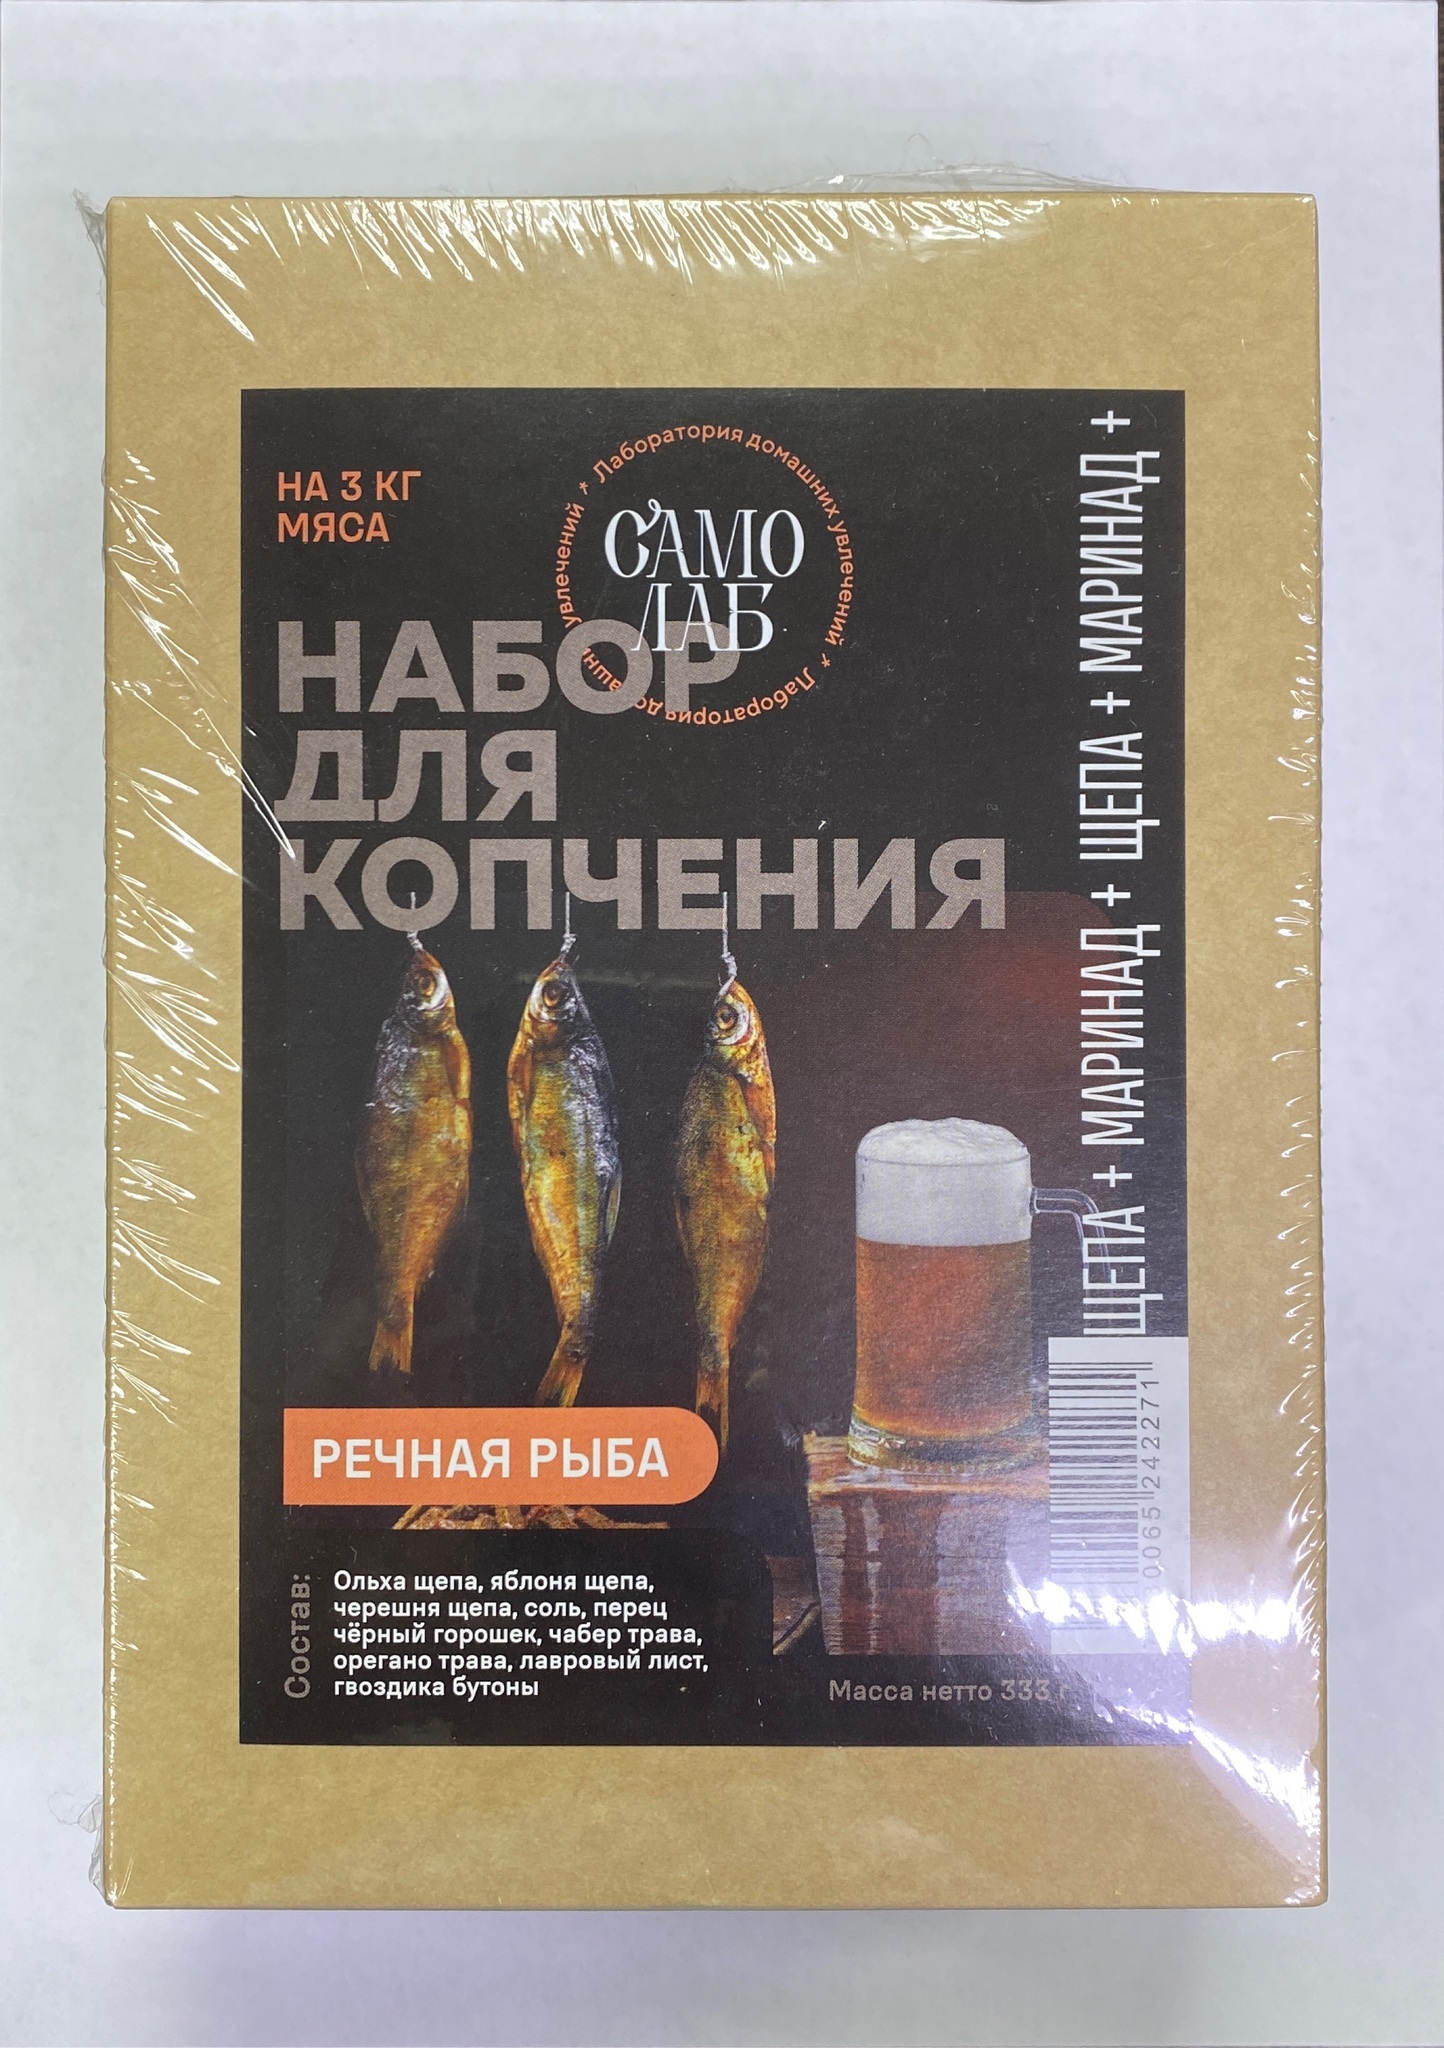 НА 3 КГ
МЯСА
Лаборатория домашних увлечений * Лаборатория увлечений *
САМО
ЛАБ
НАБОР
ДЛЯ
КОПЧЕНИЯ
ЩЕПА + МАРИНАД + ЩЕПА + МАРИНАД +
РЕЧНАЯ РЫБА
Состав:
Ольха щепа, яблоня щепа,
черешня щепа, соль, перец
чёрный горошек, чабер трава,
орегано трава, лавровый лист,
гвоздика бутоны
0065 242271
Масса нетто 333 г